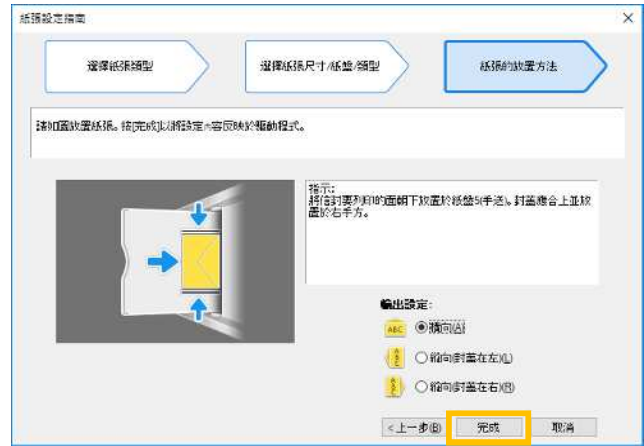 紙張設定指南
選擇紙張類型
選擇紙張尺寸/紙盤/類型
紙張的放置方法
請如圖放置紙張。按[完成]以將設定內容反映於驅動程式。
指示:
將信封要列印的面朝下放置於紙盤5(手送)。封蓋應合上並放
置於右手方。
輸出設定:
ABC
橫向(A)
ABC
縱向(封蓋在左)(L)
ABC
縱向(封蓋在右)(R)
<上一步(B)
完成
取消